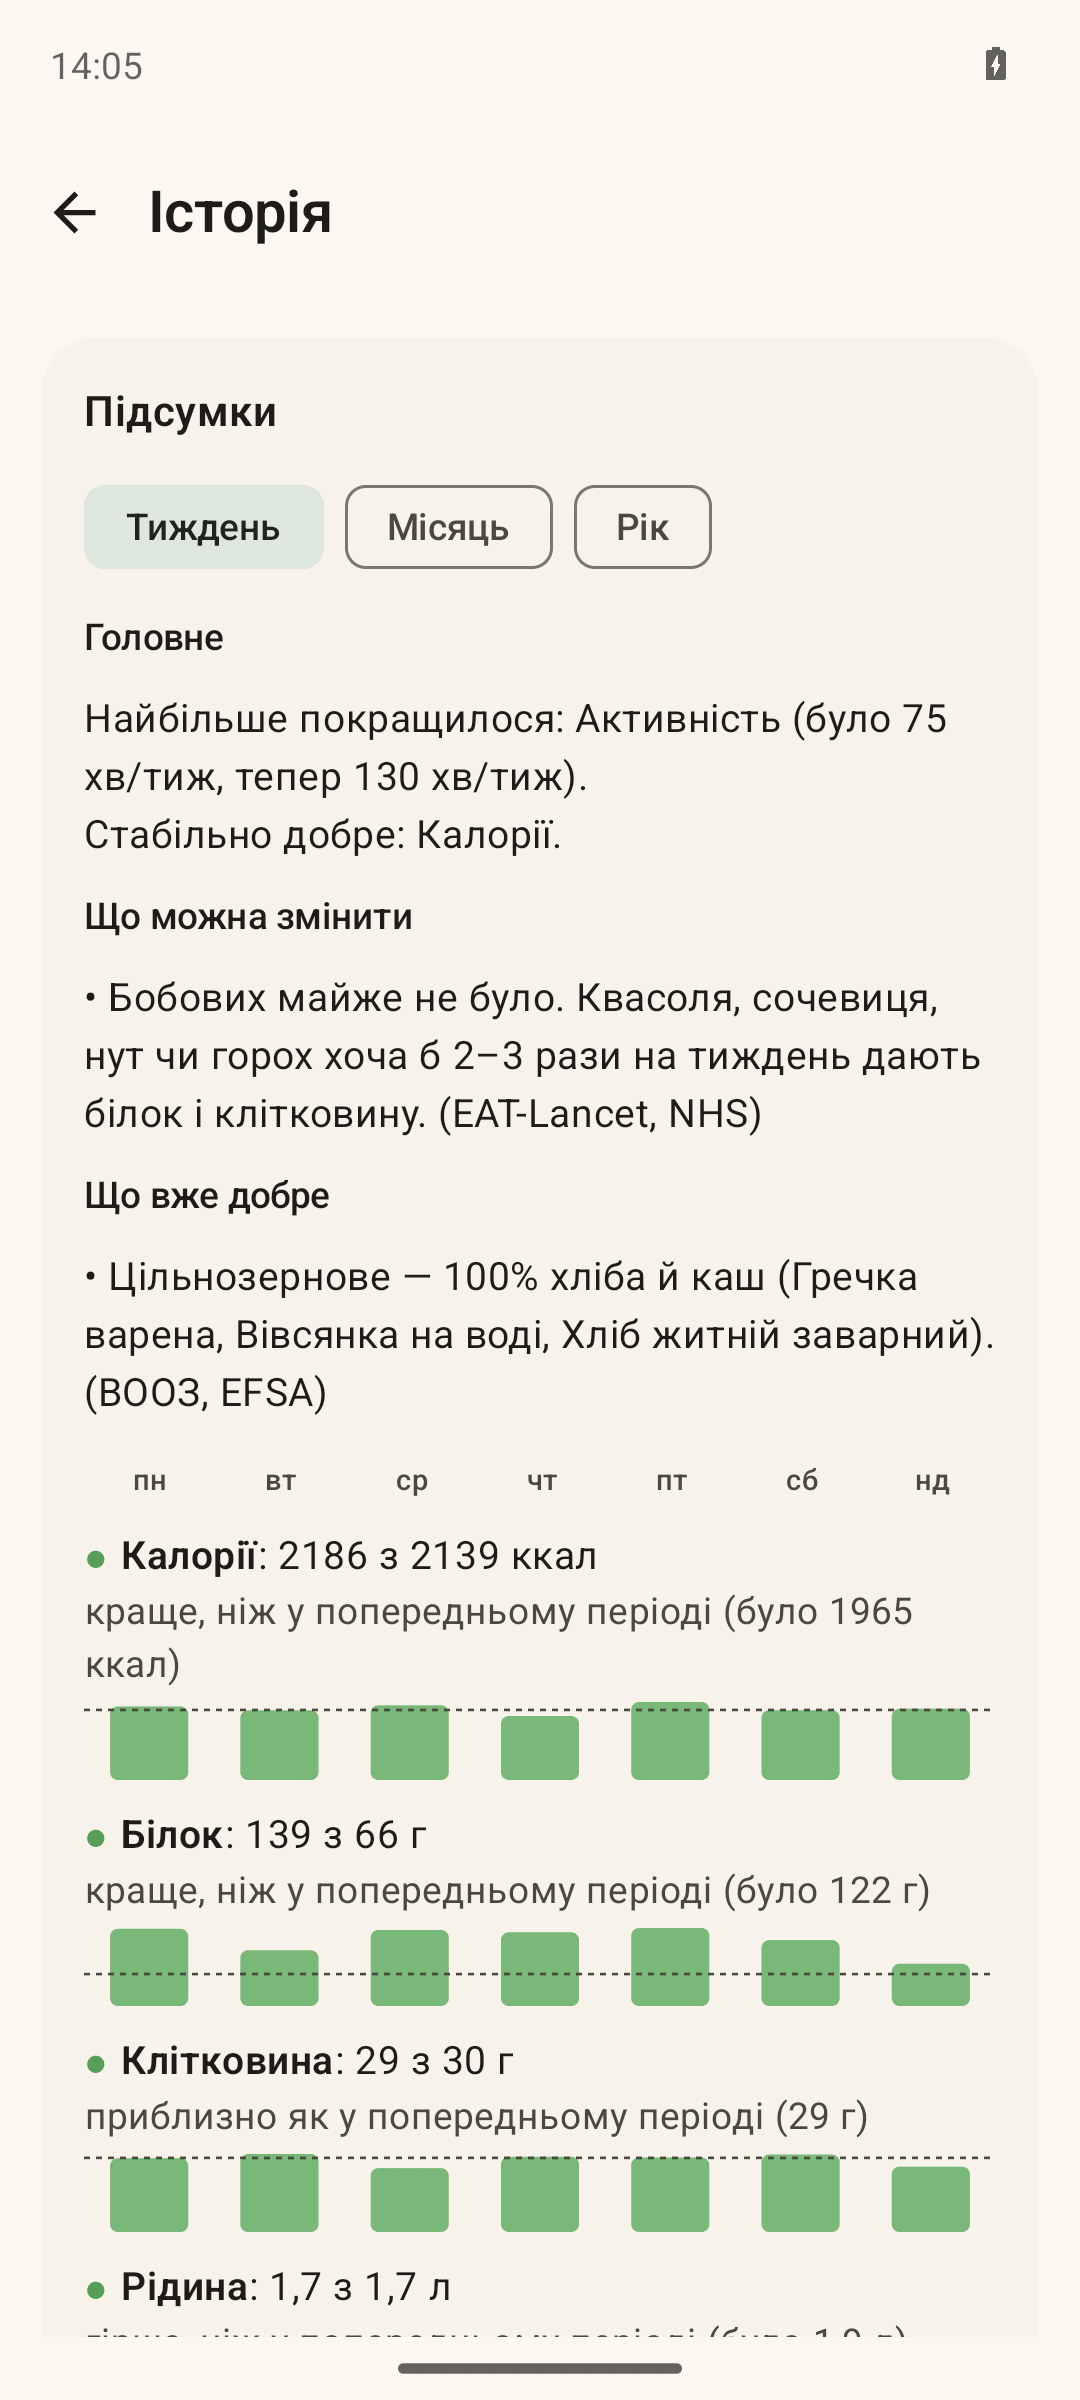 14:05
Історія
Підсумки
Тиждень
Місяць
Рік
Головне
Найбільше покращилося: Активність (було 75
хв/тиж, тепер 130 хв/тиж).
Стабільно добре: Калорії.
Що можна змінити
• Бобових майже не було. Квасоля, сочевиця,
нут чи горох хоча б 2–3 рази на тиждень дають
білок і клітковину. (EAT-Lancet, NHS)
Що вже добре
• Цільнозернове — 100% хліба й каш (Гречка
варена, Вівсянка на воді, Хліб житній заварний).
(ВООЗ, EFSA)
пн вт ср чт пт сб нд
● Калорії: 2186 з 2139 ккал
краще, ніж у попередньому періоді (було 1965
ккал)
● Білок: 139 з 66 г
краще, ніж у попередньому періоді (було 122 г)
● Клітковина: 29 з 30 г
приблизно як у попередньому періоді (29 г)
● Рідина: 1,7 з 1,7 л